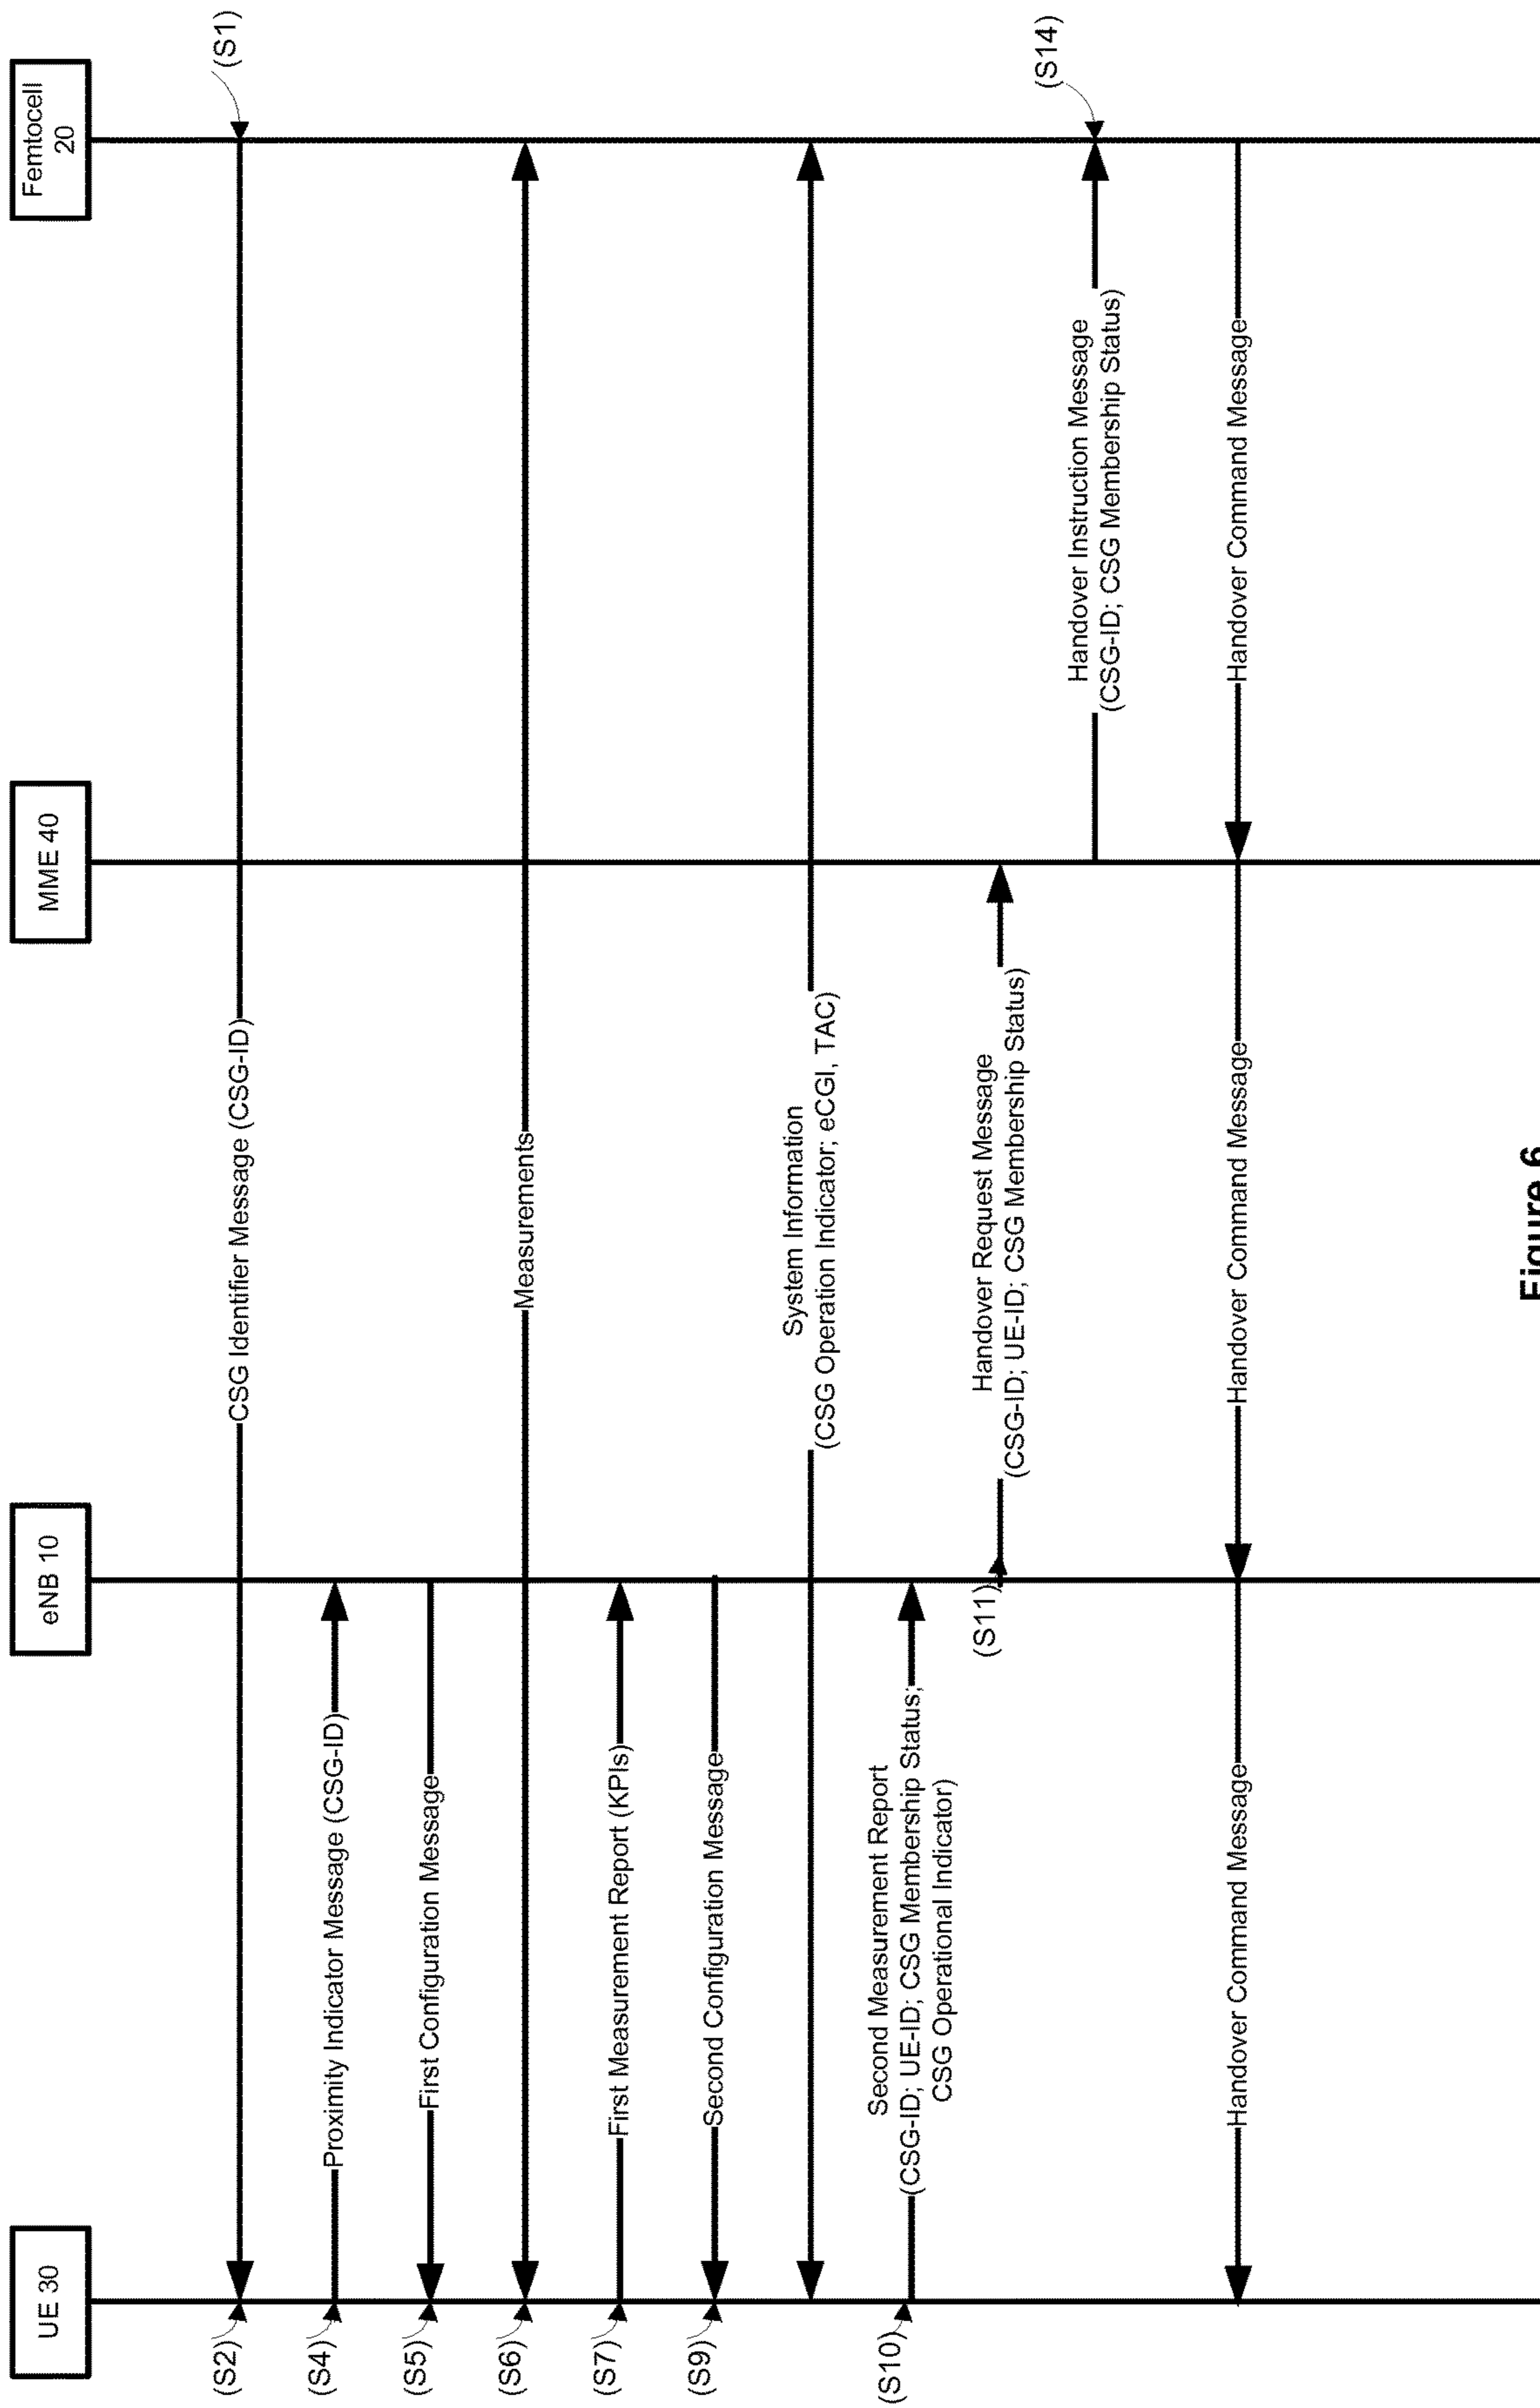 UE 30
eNB 10
MME 40
Femtocell
20
(S1)
(S2)
CSG Identifier Message (CSG-ID)
(S4)
Proximity Indicator Message (CSG-ID)
(S5)
First Configuration Message
(S6)
Measurements
(S7)
First Measurement Report (KPIs)
(S9)
Second Configuration Message
System Information
(CSG Operation Indicator; eCGI, TAC)
(S10)
Second Measurement Report
(CSG-ID; UE-ID; CSG Membership Status;
CSG Operational Indicator)
(S11)
Handover Request Message
(CSG-ID; UE-ID; CSG Membership Status)
Handover Instruction Message
(CSG-ID; CSG Membership Status)
(S14)
Handover Command Message
Handover Command Message
Handover Command Message
Figure 6